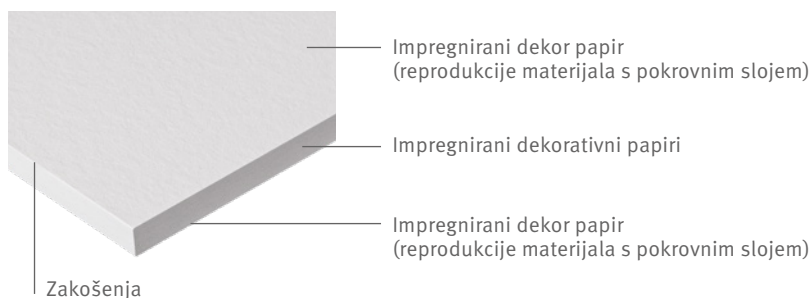 Impregnirani dekor papir
(reprodukcije materijala s pokrovnim slojem)
Impregnirani dekorativni papiri
Impregnirani dekor papir
(reprodukcije materijala s pokrovnim slojem)
Zakošenja